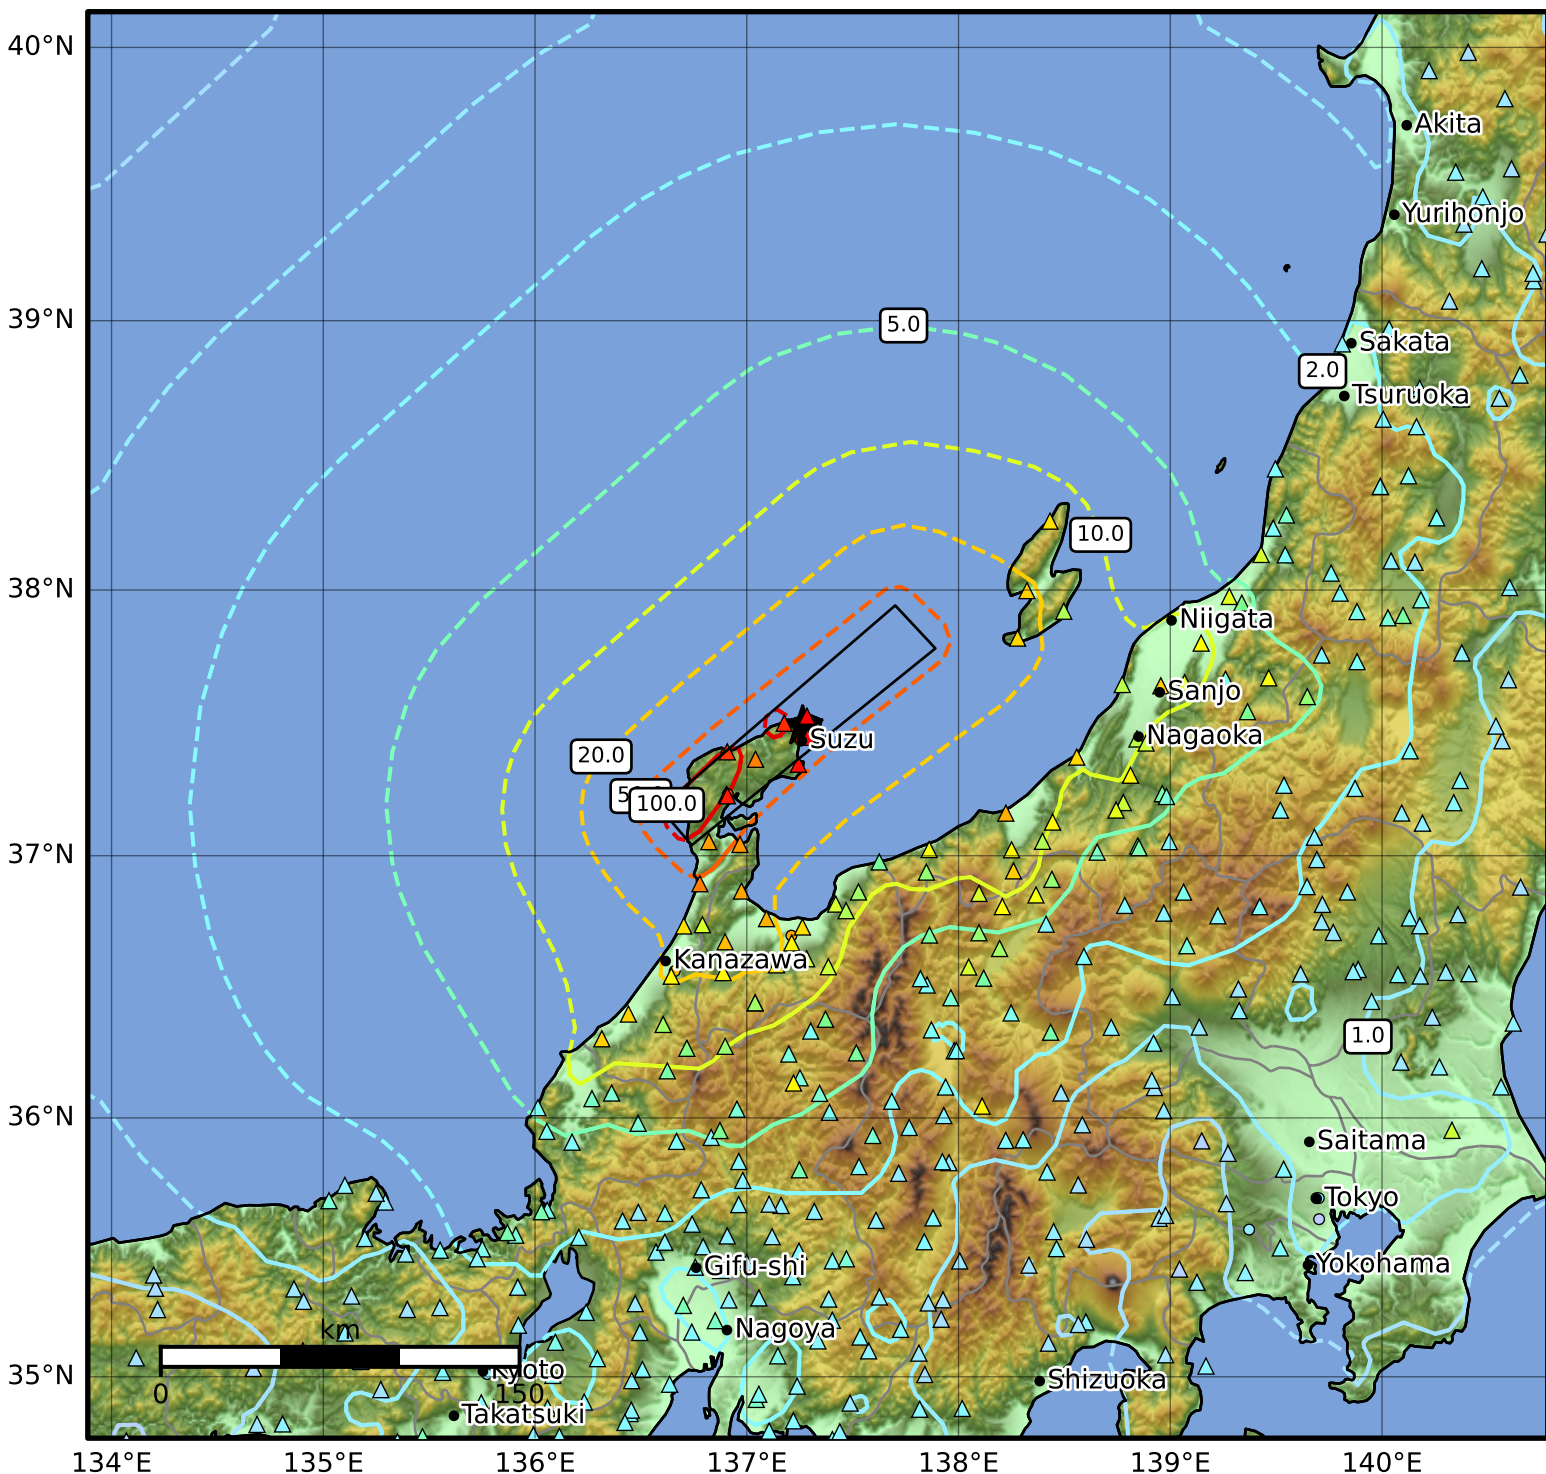 40°N
Akita
Yurihonjo
39°N
5.0
Sakata
2.0
Tsuruoka
10.0
38°N
Niigata
Sanjo
Suzu
Nagaoka
20.0
100.0
37°N
Kanazawa
1.0
36°N
Saitama
Tokyo
Gifu-shi
Yokohama
km
Nagoya
35°N
Kyoto
Shizuoka
0
150
Takatsuki
134°E
135°E
136°E
137°E
138°E
139°E
140°E